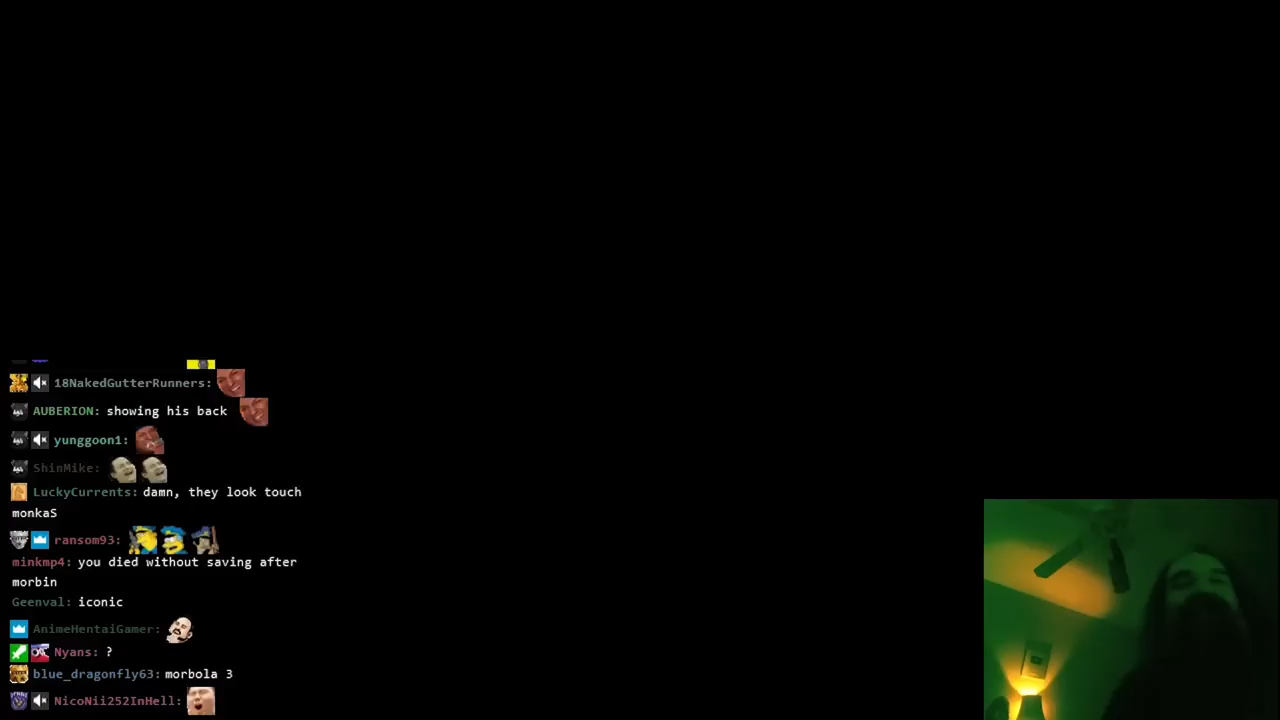 18NakedGutterRunners:
AUBERION: showing his back
yunggoon1:
ShinMike:
LuckyCurrents: damn, they look touch
monkaS
ransom93:
minkmp4: you died without saving after
morbin
Geenval: iconic
AnimeHentaiGamer:
Nyans: ?
blue_dragonfly63: morbola 3
NicoNii252InHell: